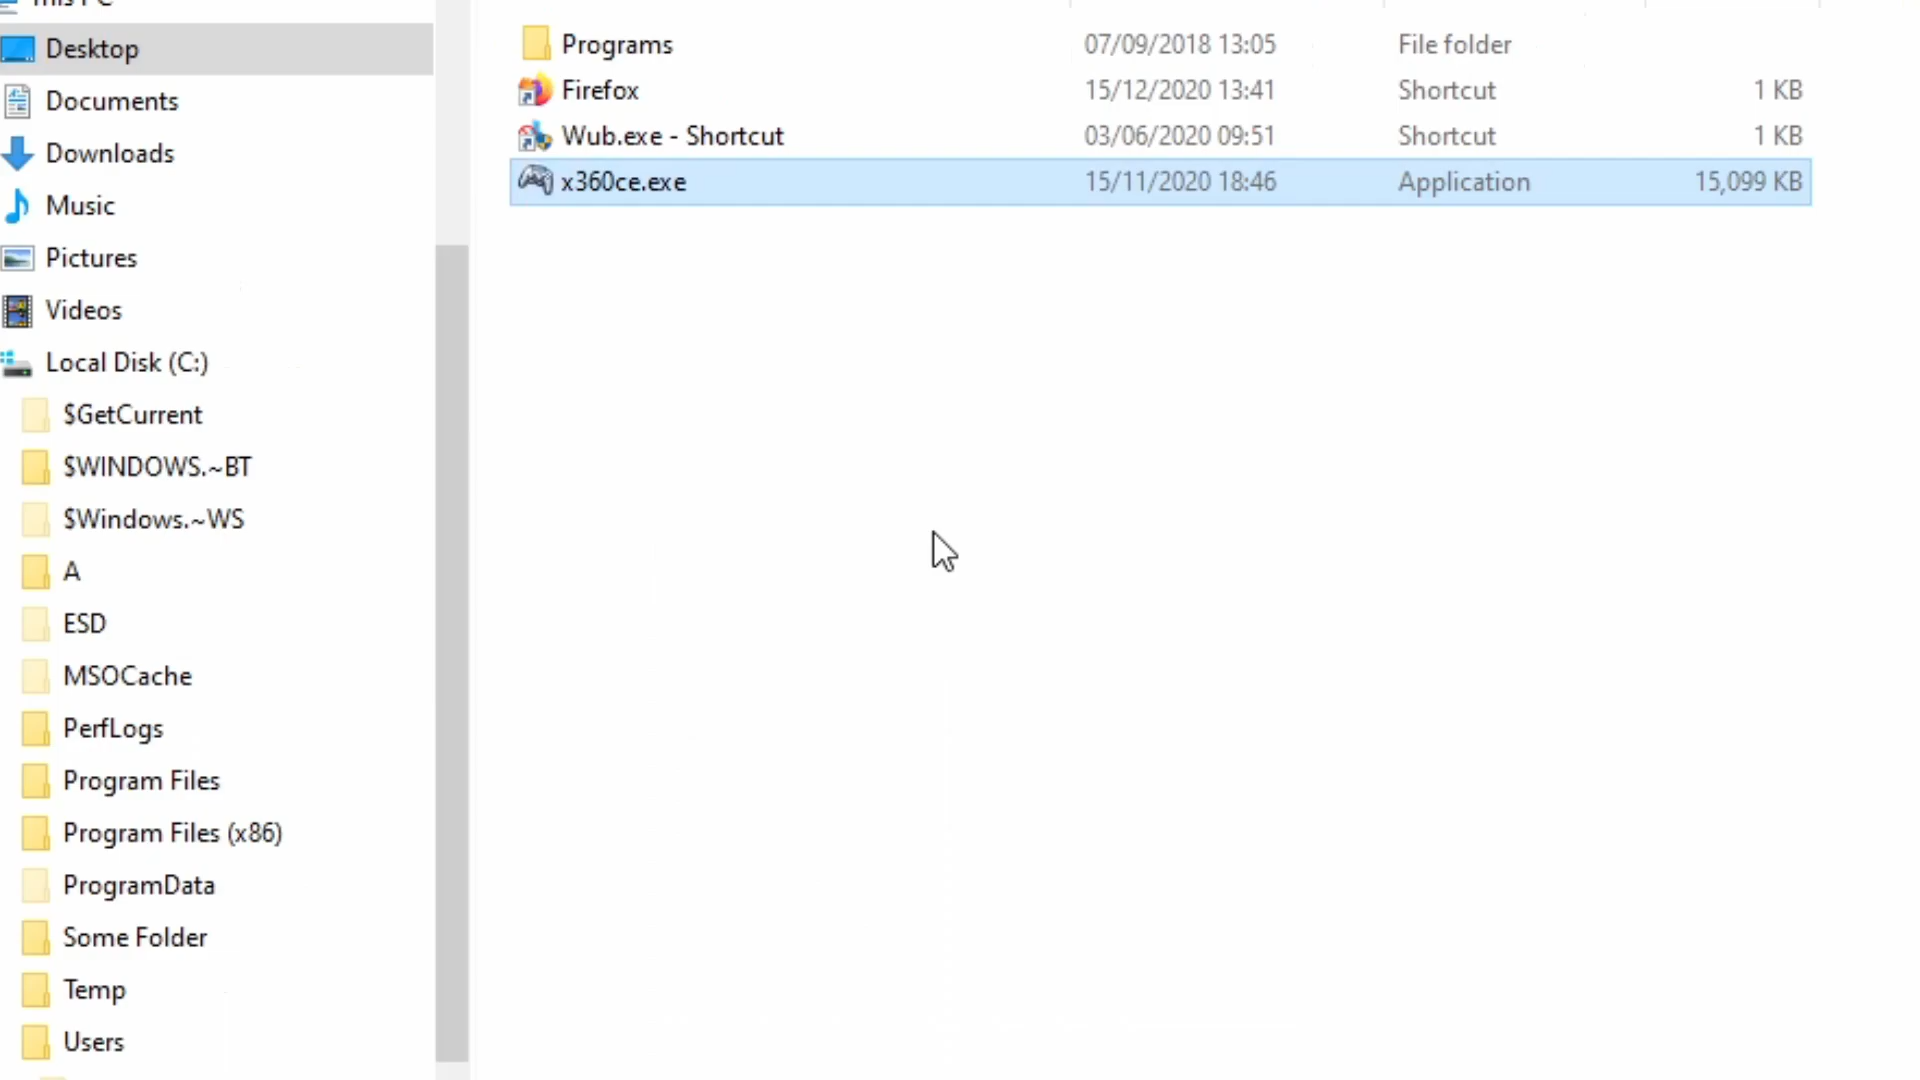 This PC
Desktop
Documents
Downloads
Music
Pictures
Videos
Local Disk (C:)
$GetCurrent
$WINDOWS.~BT
$Windows.~WS
A
ESD
MSOCache
PerfLogs
Program Files
Program Files (x86)
ProgramData
Some Folder
Temp
Users
Programs 07/09/2018 13:05 File folder
Firefox 15/12/2020 13:41 Shortcut 1 KB
Wub.exe - Shortcut 03/06/2020 09:51 Shortcut 1 KB
x360ce.exe 15/11/2020 18:46 Application 15,099 KB